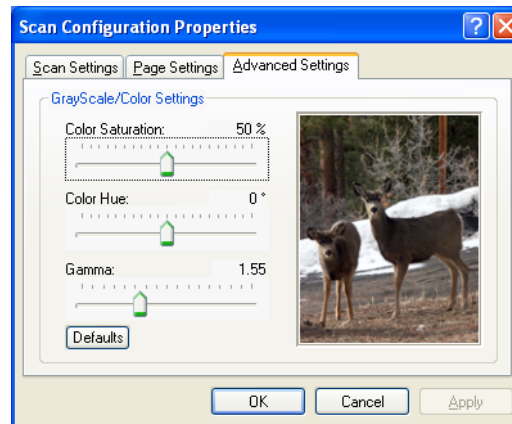 Scan Configuration Properties
Scan Settings Page Settings Advanced Settings
GrayScale/Color Settings
Color Saturation: 50 %
Color Hue: 0 °
Gamma: 1.55
Defaults
OK Cancel Apply